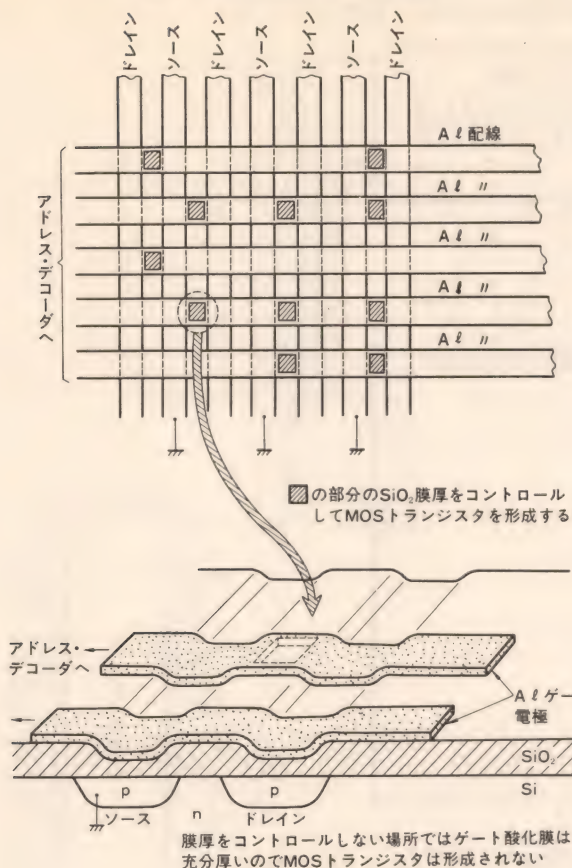 ドレイン
ソース
ドレイン
ソース
ドレイン
ソース
ドレイン
Aℓ配線
Aℓ 〃
Aℓ 〃
Aℓ 〃
Aℓ 〃
アドレス・デコーダへ
の部分のSiO₂膜厚をコントロール
してMOSトランジスタを形成する
アドレス・
デコーダへ
Aℓゲー
電極
SiO₂
Si
p
p
n
ソース
ドレイン
膜厚をコントロールしない場所ではゲート酸化膜は
充分厚いのでMOSトランジスタは形成されない